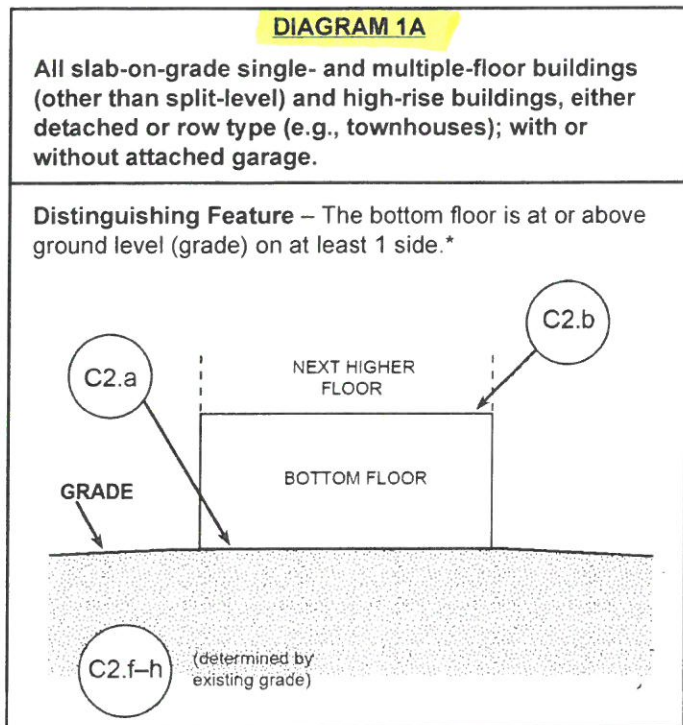 DIAGRAM 1A
All slab-on-grade single- and multiple-floor buildings
(other than split-level) and high-rise buildings, either
detached or row type (e.g., townhouses); with or
without attached garage.
Distinguishing Feature – The bottom floor is at or above
ground level (grade) on at least 1 side.*
C2.b
C2.a
NEXT HIGHER
FLOOR
BOTTOM FLOOR
GRADE
C2.f–h
(determined by
existing grade)